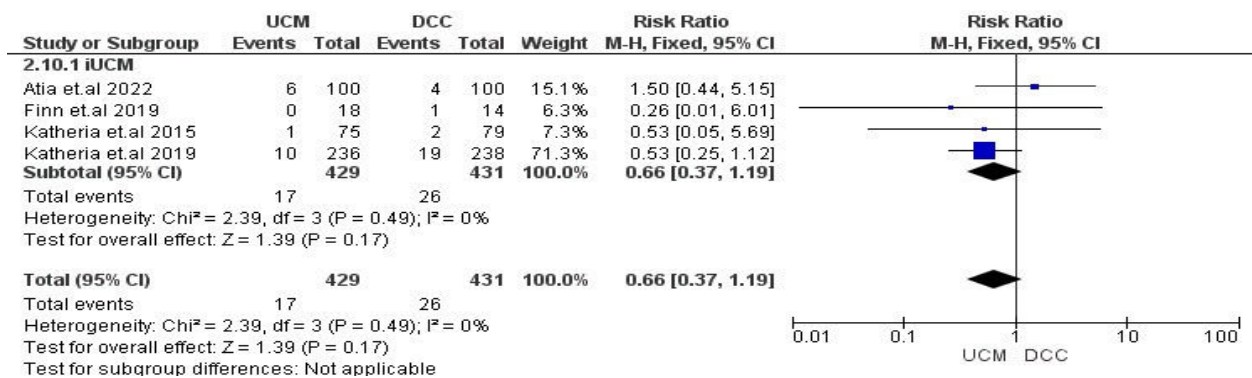 UCM DCC Risk Ratio Risk Ratio
Study or Subgroup Events Total Events Total Weight M-H, Fixed, 95% CI M-H, Fixed, 95% CI
2.10.1 iUCM
Atia et.al 2022 6 100 4 100 15.1% 1.50 [0.44, 5.15]
Finn et.al 2019 0 18 1 14 6.3% 0.26 [0.01, 6.01]
Katheria et.al 2015 1 75 2 79 7.3% 0.53 [0.05, 5.69]
Katheria et.al 2019 10 236 19 238 71.3% 0.53 [0.25, 1.12]
Subtotal (95% CI) 429 431 100.0% 0.66 [0.37, 1.19]
Total events 17 26
Heterogeneity: Chi² = 2.39, df = 3 (P = 0.49); I² = 0%
Test for overall effect: Z = 1.39 (P = 0.17)
Total (95% CI) 429 431 100.0% 0.66 [0.37, 1.19]
Total events 17 26
Heterogeneity: Chi² = 2.39, df = 3 (P = 0.49); I² = 0%
Test for overall effect: Z = 1.39 (P = 0.17)
Test for subgroup differences: Not applicable
0.01 0.1 1 10 100
UCM DCC